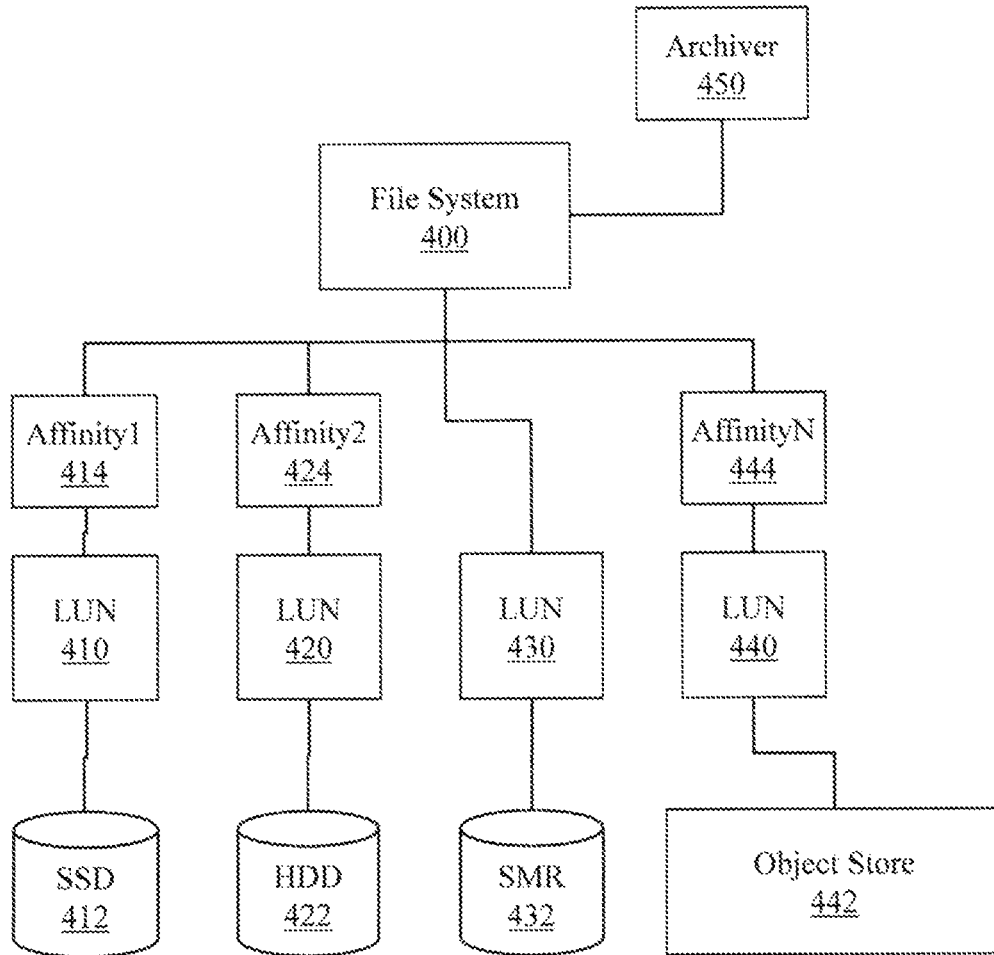 Archiver
450
File System
400
Affinity1
414
Affinity2
424
AffinityN
444
LUN
410
LUN
420
LUN
430
LUN
440
SSD
412
HDD
422
SMR
432
Object Store
442